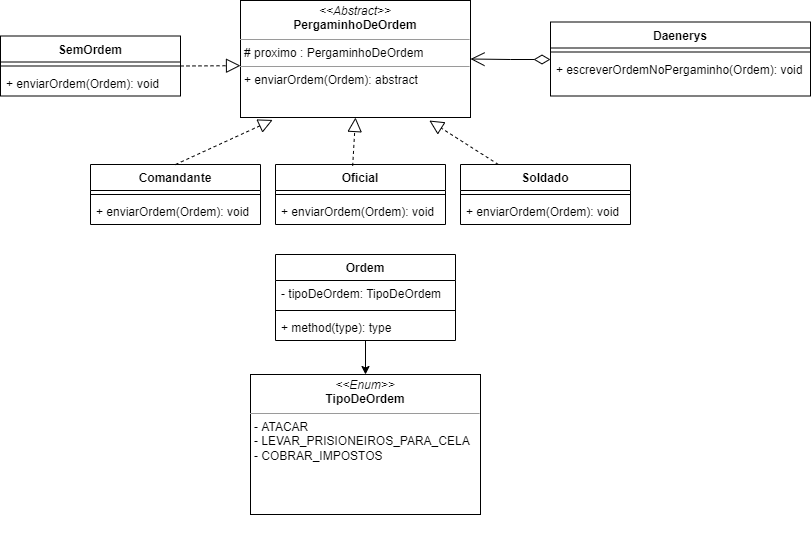 <<Abstract>>
PergaminhoDeOrdem
# proximo : PergaminhoDeOrdem
+ enviarOrdem(Ordem): abstract
SemOrdem
+ enviarOrdem(Ordem): void
Daenerys
+ escreverOrdemNoPergaminho(Ordem): void
Comandante
+ enviarOrdem(Ordem): void
Oficial
+ enviarOrdem(Ordem): void
Soldado
+ enviarOrdem(Ordem): void
Ordem
- tipoDeOrdem: TipoDeOrdem
+ method(type): type
<<Enum>>
TipoDeOrdem
- ATACAR
- LEVAR_PRISIONEIROS_PARA_CELA
- COBRAR_IMPOSTOS